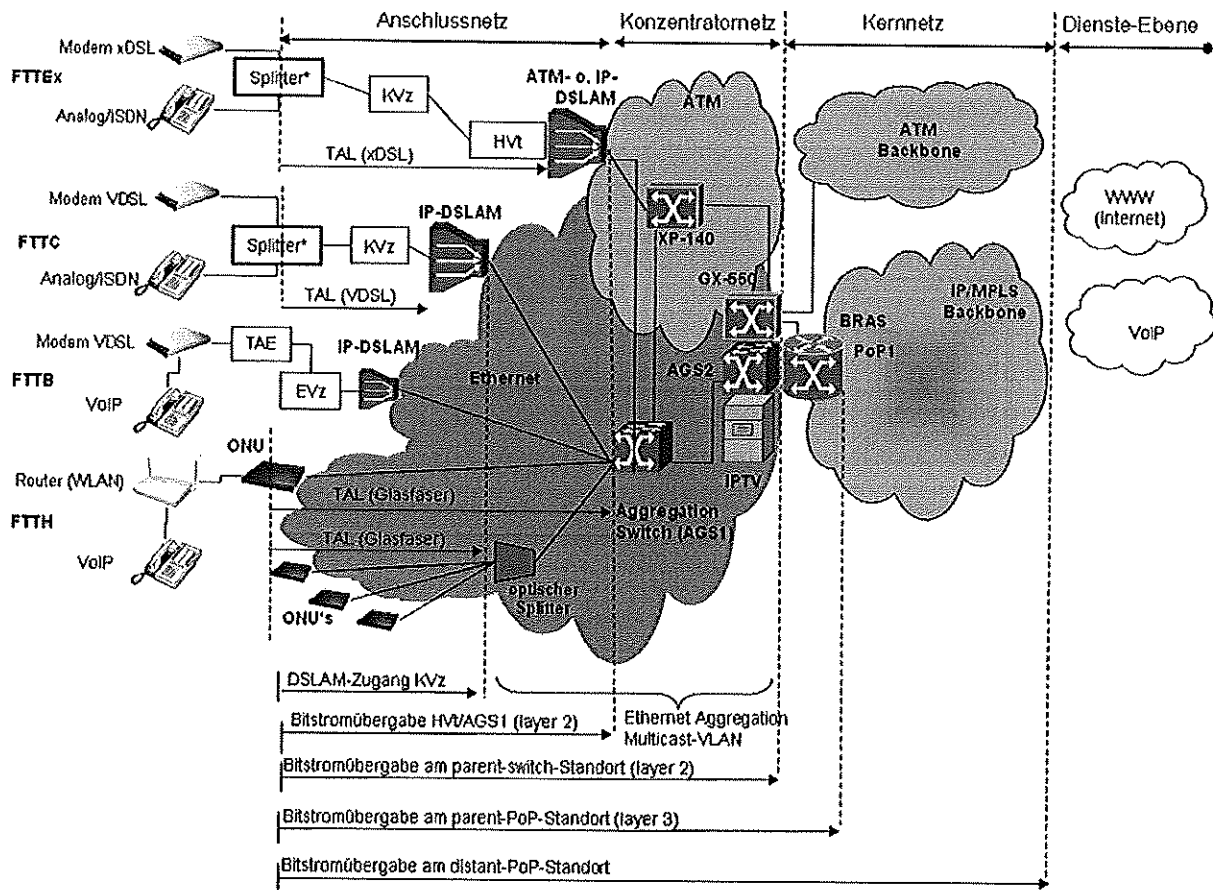 Anschlussnetz
Konzentratornetz
Kernnetz
Dienste-Ebene
Modem xDSL
FTTEx
Analog/ISDN
Splitter*
KVz
HVt
ATM- o. IP-
DSLAM
TAL (xDSL)
ATM
ATM
Backbone
Modem VDSL
FTTC
Analog/ISDN
Splitter*
KVz
IP-DSLAM
TAL (VDSL)
XP-140
WWW
(Internet)
GX-550
IP/MPLS
Backbone
BRAS
PoP1
VoIP
Modem VDSL
FTTB
VoIP
TAE
EVz
IP-DSLAM
Ethernet
AGS2
IPTV
ONU
Router (WLAN)
FTTH
VoIP
TAL (Glasfaser)
Aggregation
Switch (AGS1)
TAL (Glasfaser)
optischer
Splitter
ONU's
DSLAM-Zugang KVz
Bitstromübergabe HVt/AGS1 (layer 2)
Ethernet Aggregation
Multicast-VLAN
Bitstromübergabe am parent-switch-Standort (layer 2)
Bitstromübergabe am parent-PoP-Standort (layer 3)
Bitstromübergabe am distant-PoP-Standort